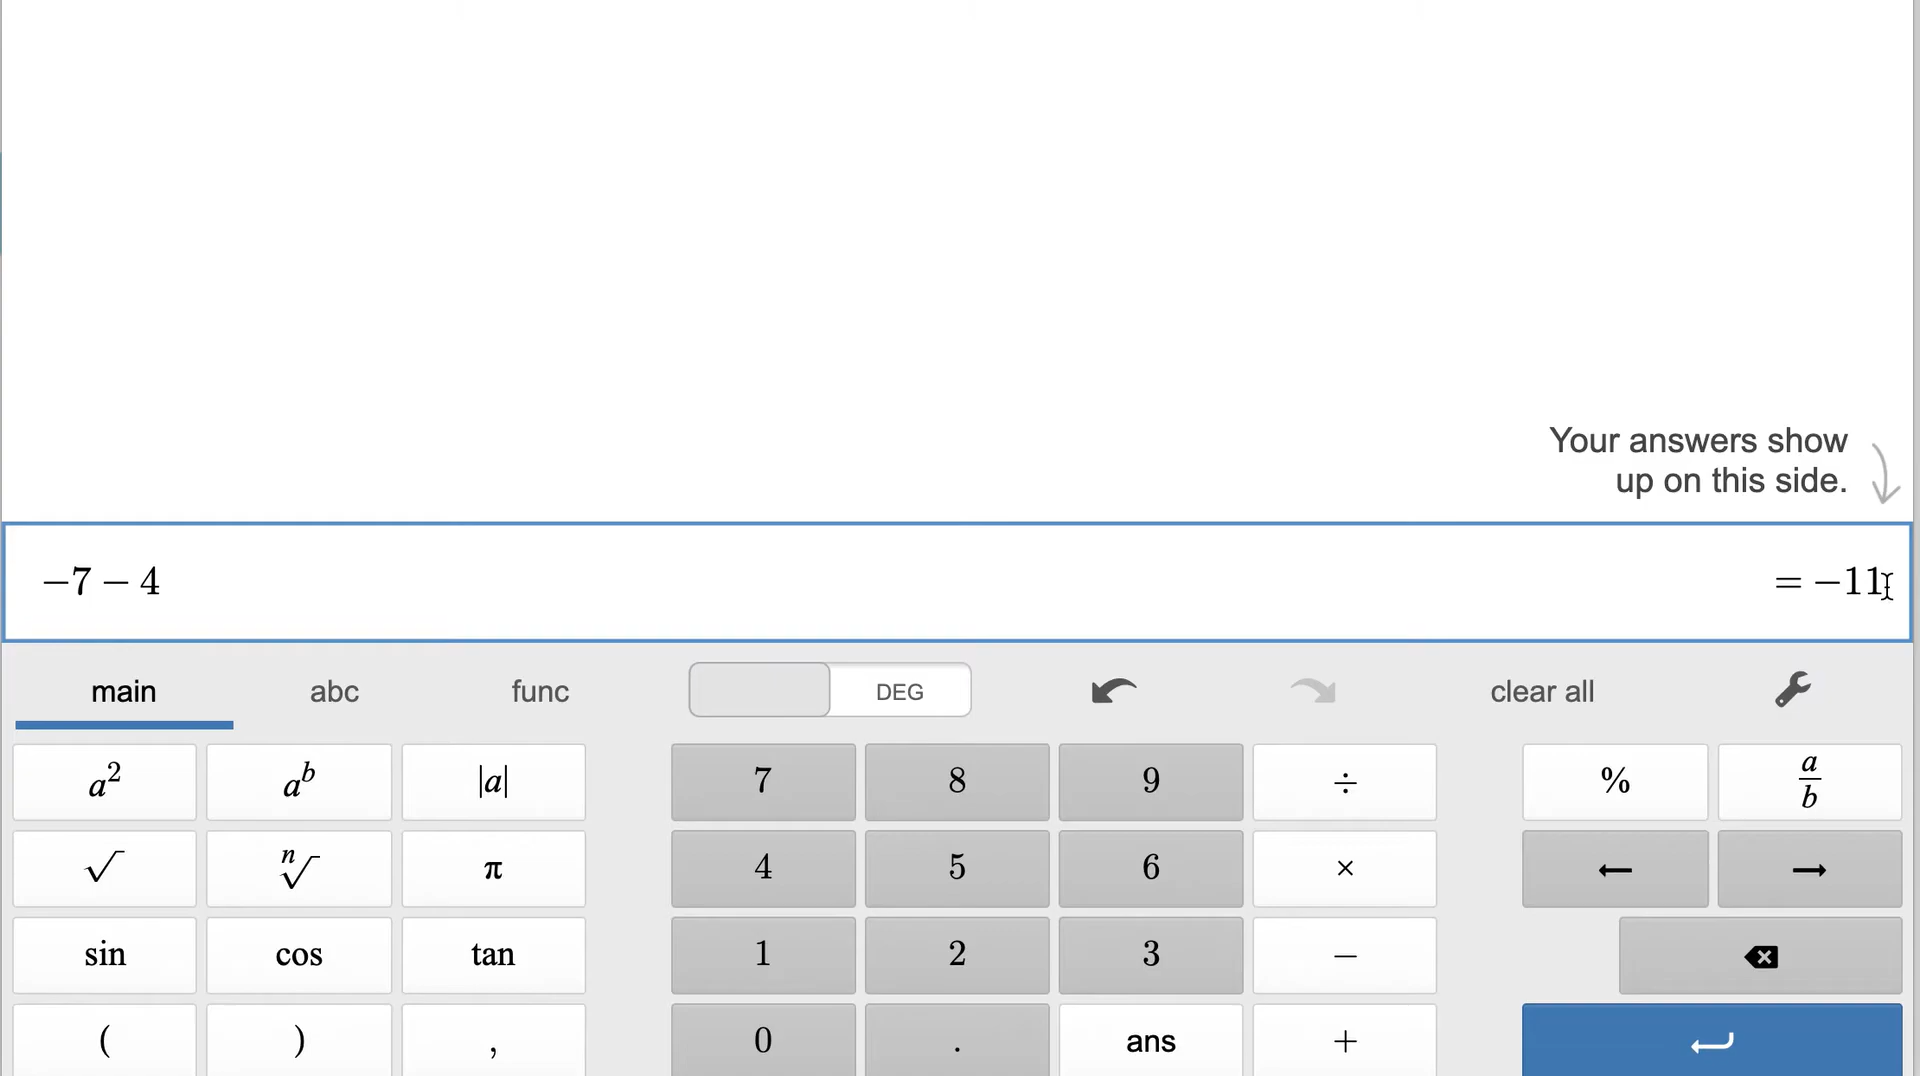 Your answers show
up on this side.
−7 − 4 = −11
main abc func DEG clear all
a² aᵇ |a| 7 8 9 ÷ % a/b
√ ⁿ√ π 4 5 6 × ← →
sin cos tan 1 2 3 −
( ) , 0 . ans +